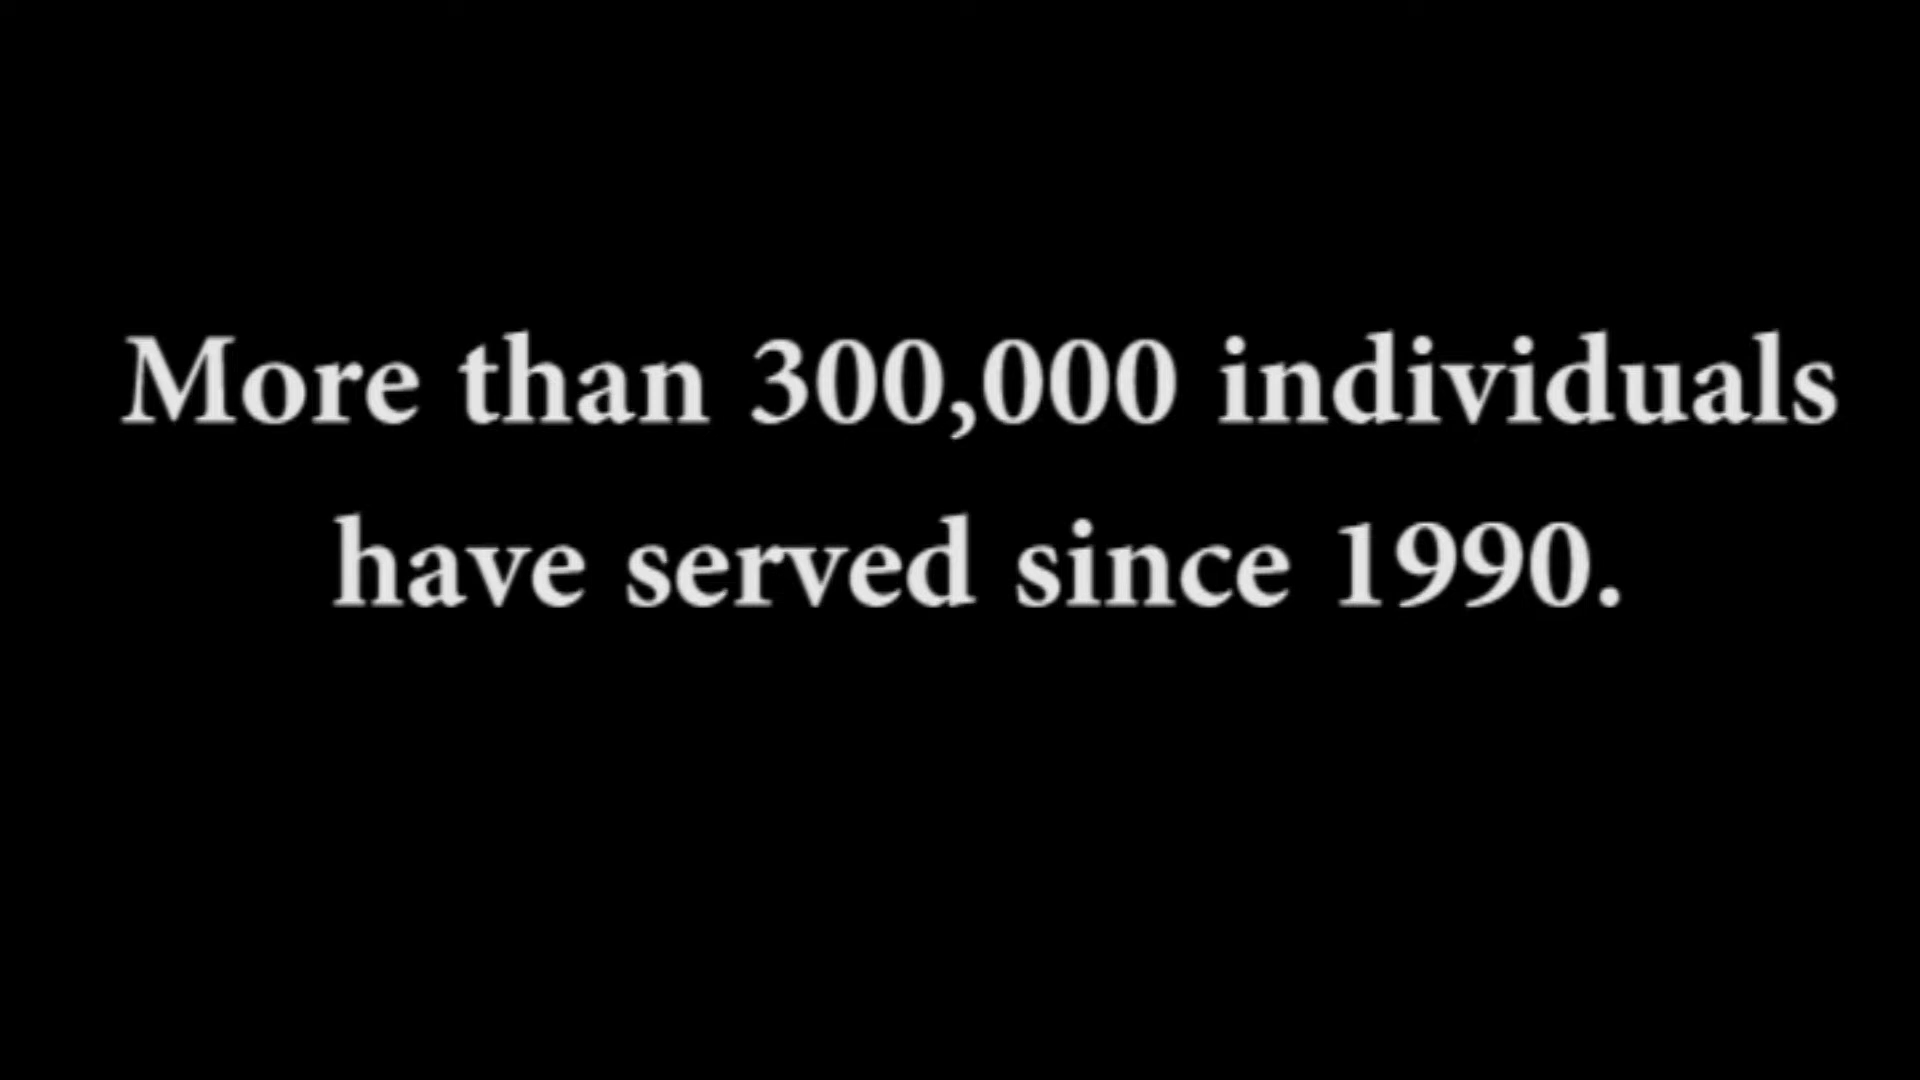 More than 300,000 individuals
have served since 1990.